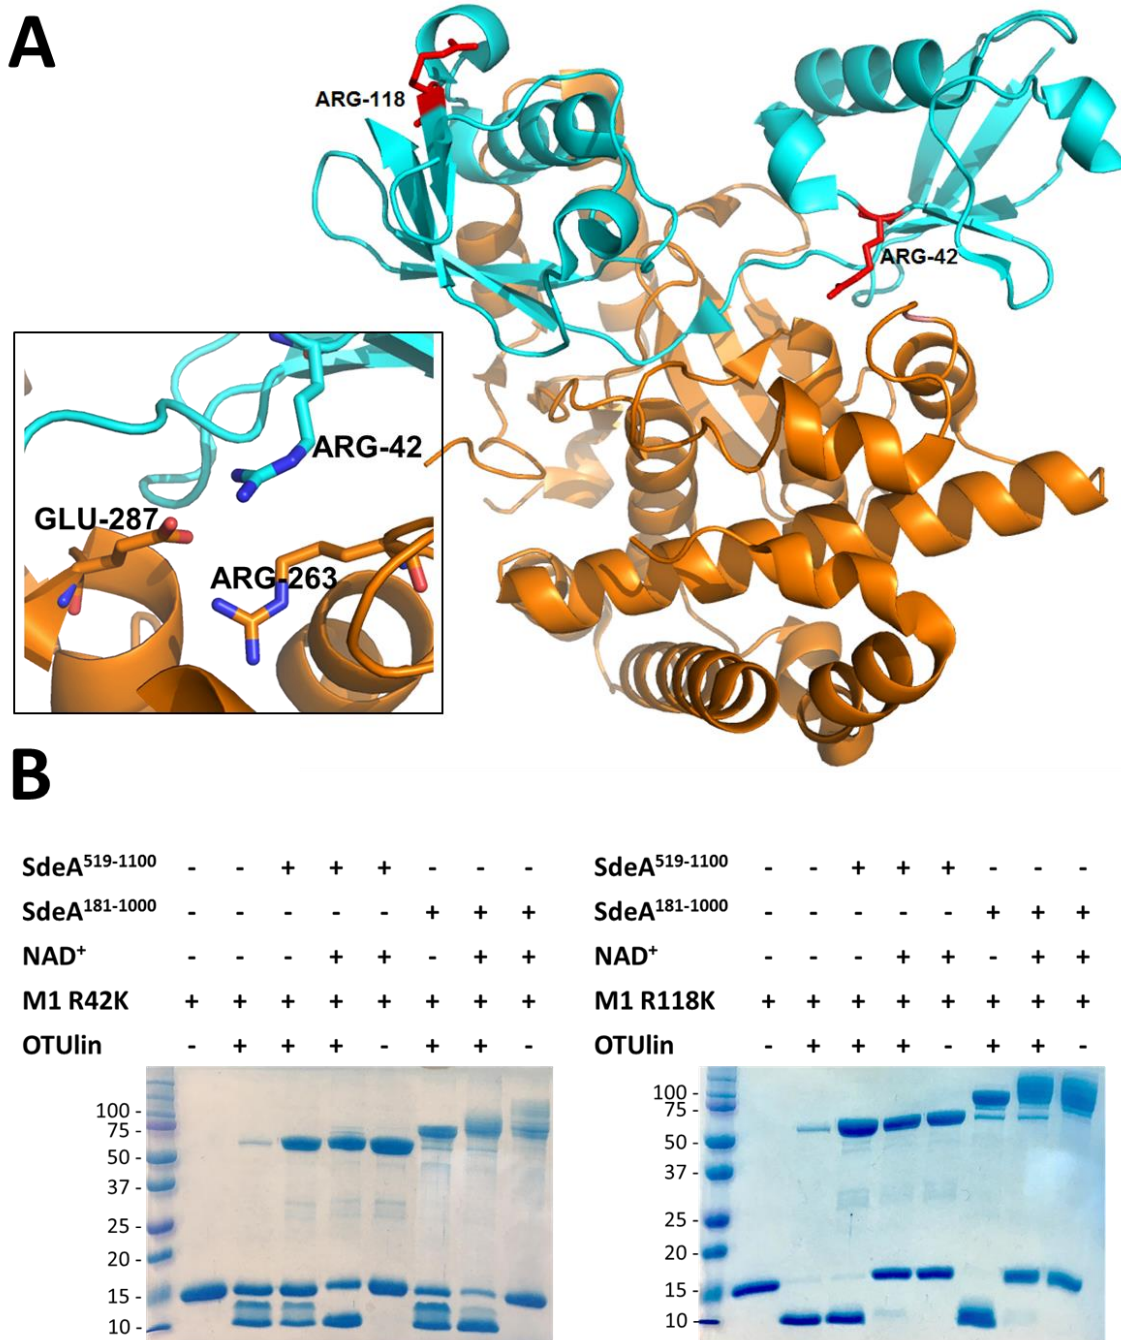 A
ARG-118
ARG-42
ARG-42
GLU-287
ARG-263
B
SdeA519-1100 - - + + + - - -
SdeA181-1000 - - - - - + + +
NAD+ - - - + + - + +
M1 R42K + + + + + + + +
OTUlin - + + + - + + -
100 -
75 -
50 -
37 -
25 -
20 -
15 -
10 -
SdeA519-1100 - - + + + - - -
SdeA181-1000 - - - - - + + +
NAD+ - - - + + - + +
M1 R118K + + + + + + + +
OTUlin - + + + - + + -
100 -
75 -
50 -
37 -
25 -
20 -
15 -
10 -